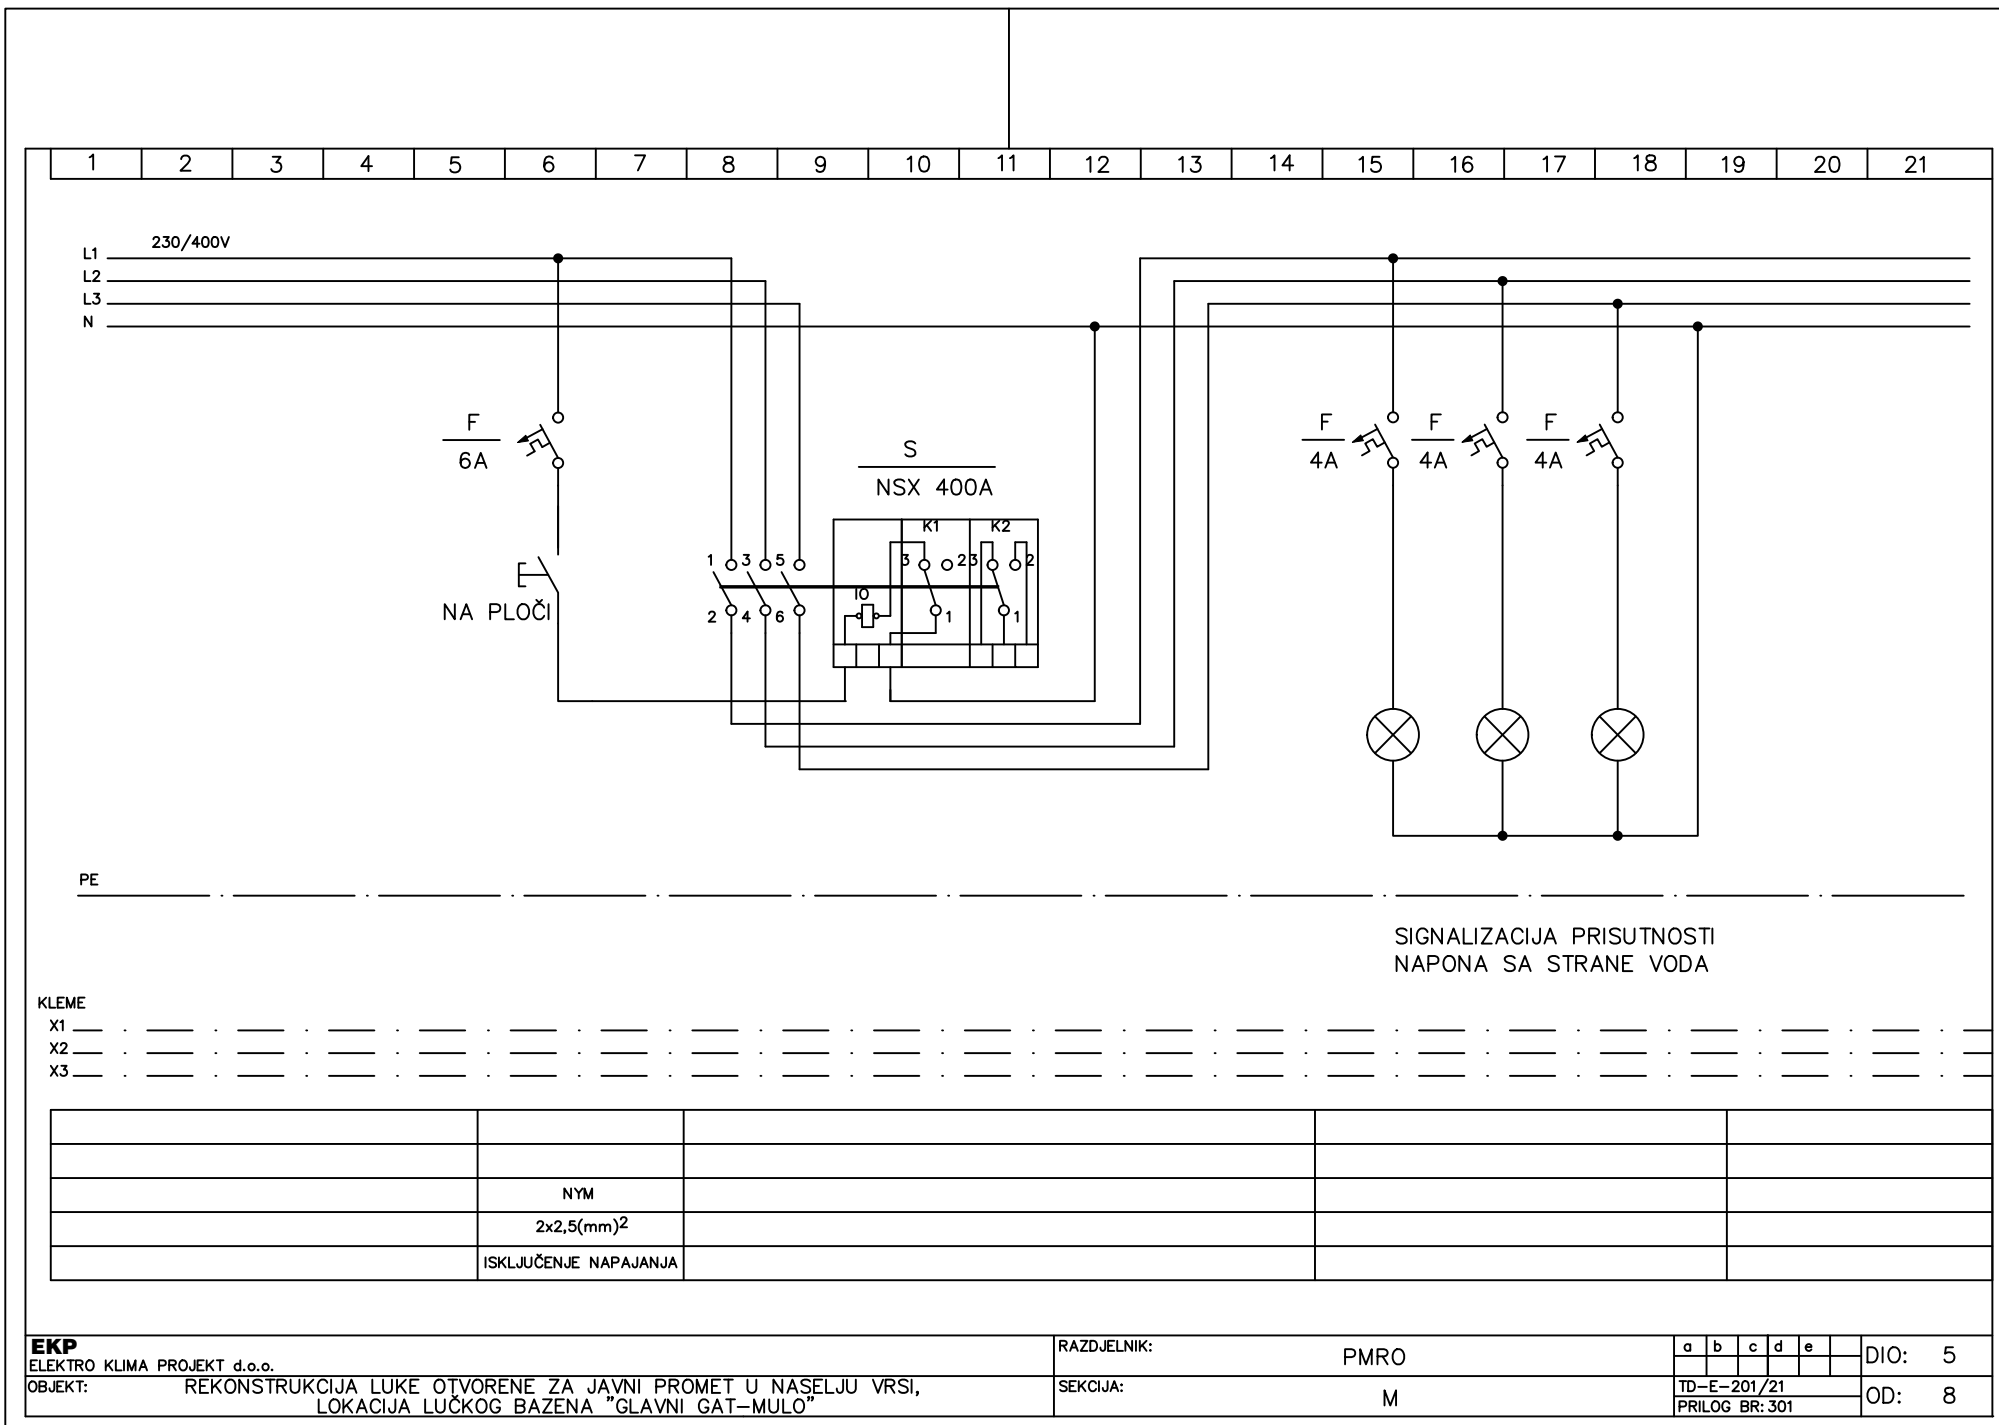 1 2 3 4 5 6 7 8 9 10 11 12 13 14 15 16 17 18 19 20 21
230/400V
L1
L2
L3
N
F
6A
S
NSX 400A
F
4A
F
4A
F
4A
K1 K2
1 3 5
3 2 3 2
IO
NA PLOČI
2 4 6
1 1
PE
SIGNALIZACIJA PRISUTNOSTI
NAPONA SA STRANE VODA
KLEME
X1
X2
X3
NYM
2x2,5(mm)²
ISKLJUČENJE NAPAJANJA
EKP
ELEKTRO KLIMA PROJEKT d.o.o.
RAZDJELNIK: PMRO
a b c d e
DIO: 5
OBJEKT: REKONSTRUKCIJA LUKE OTVORENE ZA JAVNI PROMET U NASELJU VRSI,
LOKACIJA LUČKOG BAZENA "GLAVNI GAT-MULO"
SEKCIJA: M
TD-E-201/21
PRILOG BR: 301
OD: 8